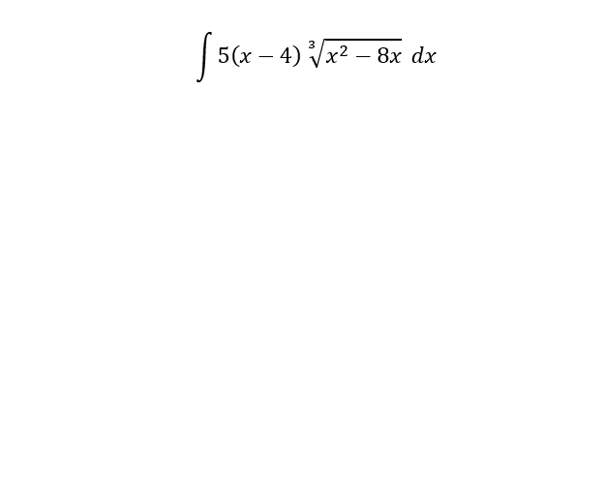 ∫ 5(x – 4) ∛(x² – 8x) dx